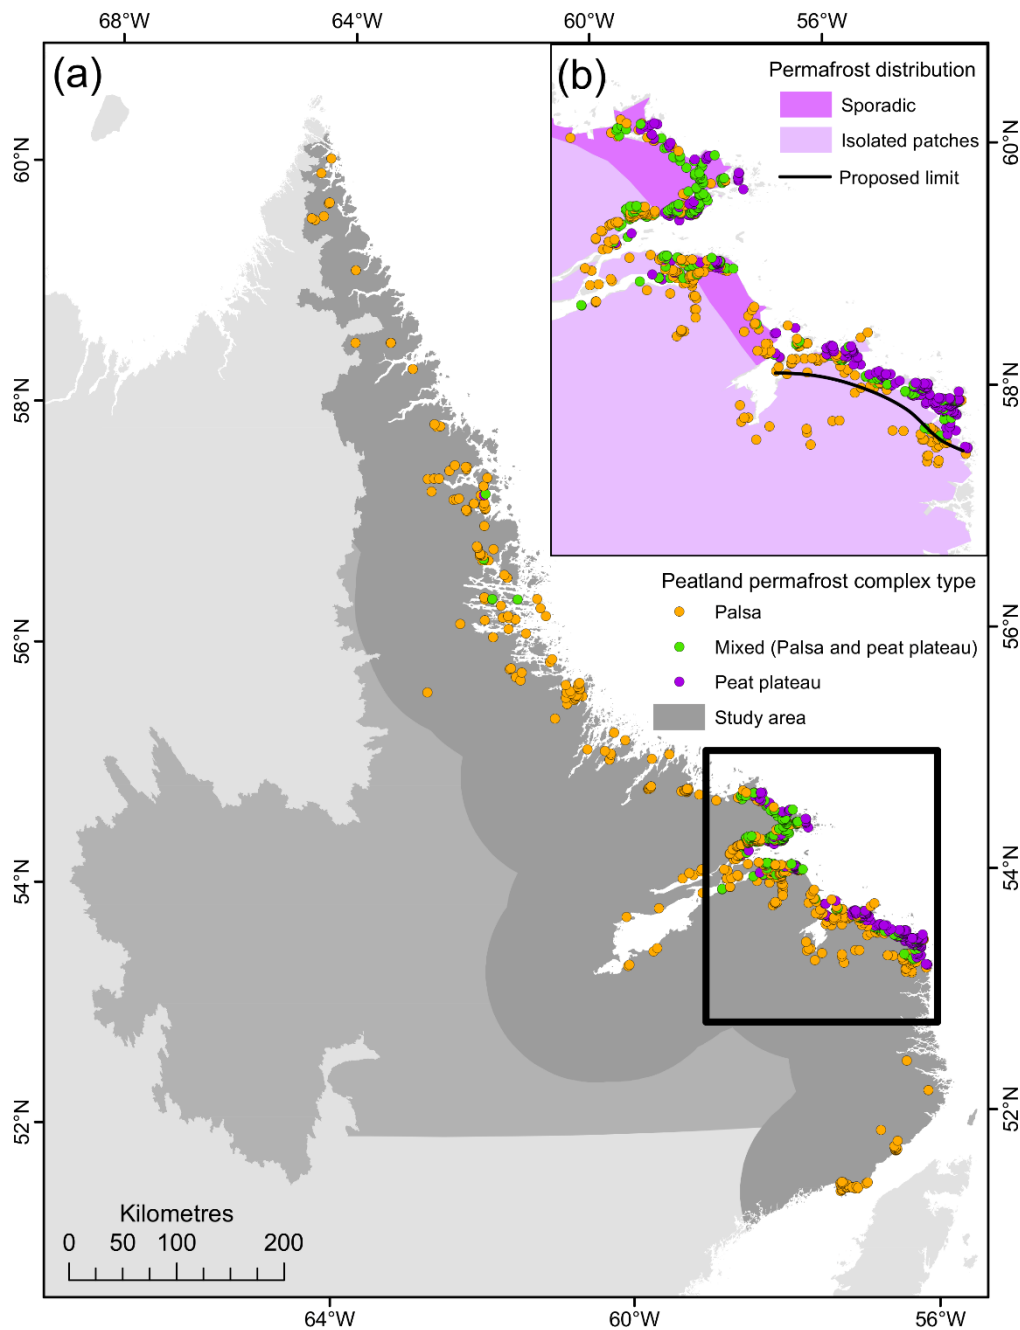 68°W 64°W 60°W 56°W
(a)
(b)
Permafrost distribution
Sporadic
Isolated patches
Proposed limit
60°N
60°N
58°N
58°N
Peatland permafrost complex type
Palsa
Mixed (Palsa and peat plateau)
Peat plateau
Study area
56°N
56°N
54°N
54°N
52°N
52°N
Kilometres
0 50 100 200
64°W 60°W 56°W